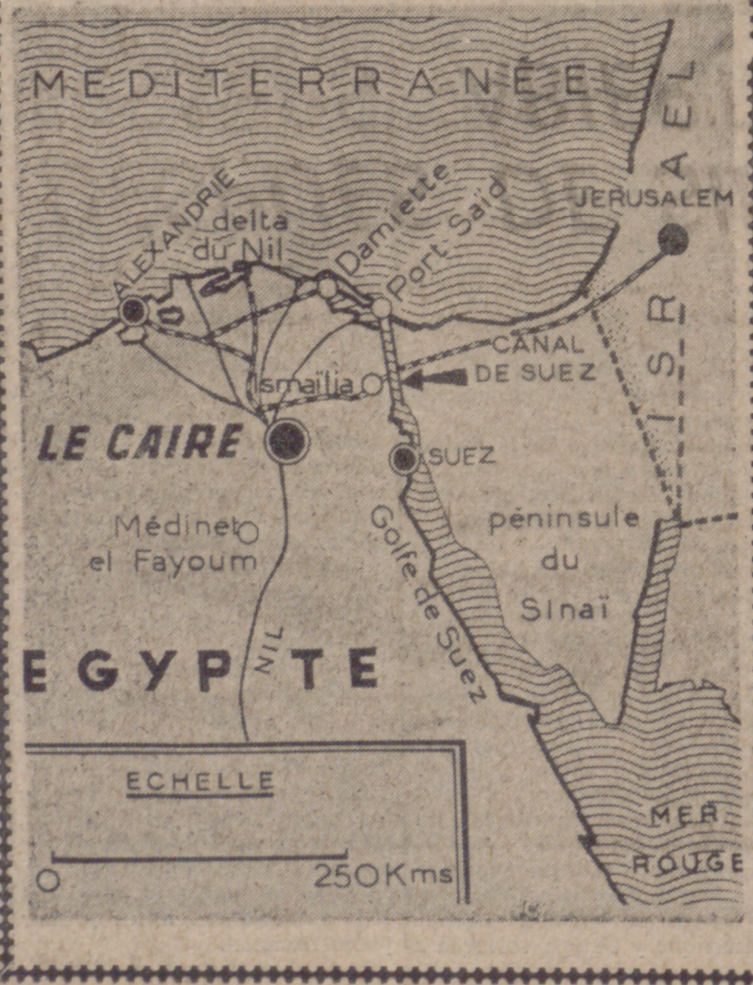 MEDITERRANÉE
ISRAEL
JERUSALEM
ALEXANDRIE
delta
du Nil
Damiette
Port Saïd
CANAL
DE SUEZ
Ismaïlia
LE CAIRE
SUEZ
Médinet
el Fayoum
Golfe de Suez
péninsule
du
Sinaï
NIL
EGYPTE
ECHELLE
0
250Kms
MER
ROUGE